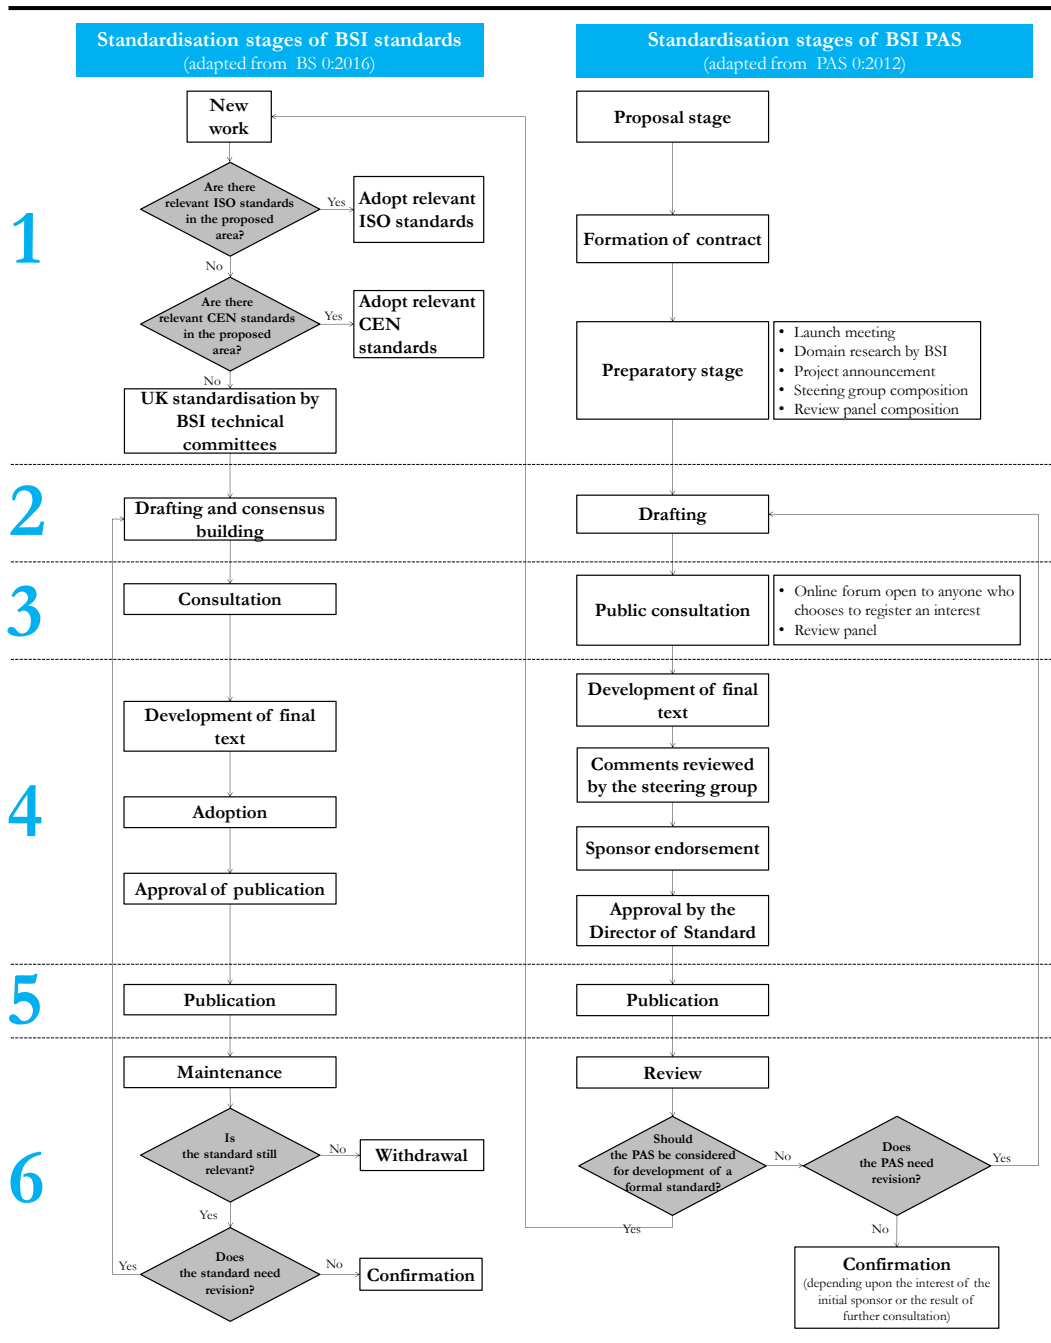 Standardisation stages of BSI standards
(adapted from BS 0:2016)
Standardisation stages of BSI PAS
(adapted from PAS 0:2012)
1
New
work
Are there
relevant ISO standards
in the proposed
area?
Yes
Adopt relevant
ISO standards
No
Are there
relevant CEN standards
in the proposed
area?
Yes
Adopt relevant
CEN
standards
No
UK standardisation by
BSI technical
committees
Proposal stage
Formation of contract
Preparatory stage
• Launch meeting
• Domain research by BSI
• Project announcement
• Steering group composition
• Review panel composition
2
Drafting and consensus
building
Drafting
3
Consultation
Public consultation
• Online forum open to anyone who
chooses to register an interest
• Review panel
4
Development of final
text
Adoption
Approval of publication
Development of final
text
Comments reviewed
by the steering group
Sponsor endorsement
Approval by the
Director of Standard
5
Publication
Publication
6
Maintenance
Is
the standard still
relevant?
No
Withdrawal
Yes
Does
the standard need
revision?
Yes
No
Confirmation
Review
Should
the PAS be considered
for development of a
formal standard?
Yes
No
Does
the PAS need
revision?
Yes
No
Confirmation
(depending upon the interest of the
initial sponsor or the result of
further consultation)